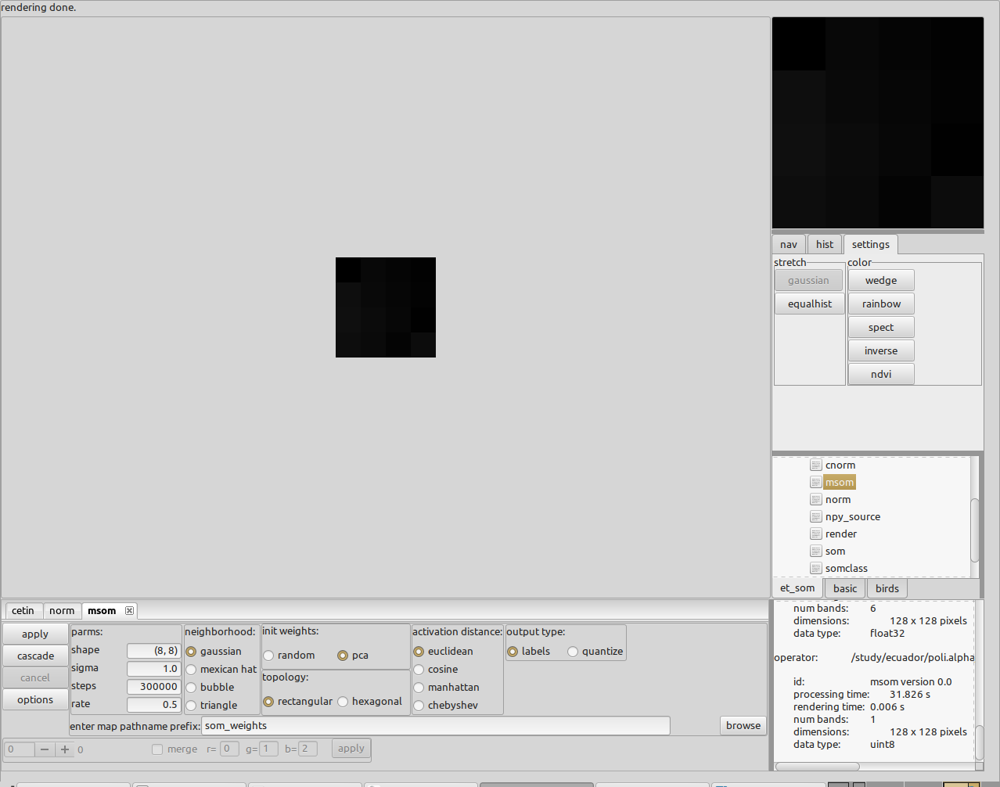 rendering done.
nav hist settings
stretch color
gaussian wedge
equalhist rainbow
spect
inverse
ndvi
cnorm
msom
norm
npy_source
render
som
somclass
et_som basic birds
cetin norm msom
apply
cascade
cancel
options
parms:
shape (8, 8)
sigma 1.0
steps 300000
rate 0.5
neighborhood:
gaussian
mexican hat
bubble
triangle
init weights:
random pca
topology:
rectangular hexagonal
activation distance:
euclidean
cosine
manhattan
chebyshev
output type:
labels quantize
enter map pathname prefix: som_weights browse
0 − + 0 merge r= 0 g= 1 b= 2 apply
num bands: 6
dimensions: 128 x 128 pixels
data type: float32
operator: /study/ecuador/poli.alpha
id: msom version 0.0
processing time: 31.826 s
rendering time: 0.006 s
num bands: 1
dimensions: 128 x 128 pixels
data type: uint8